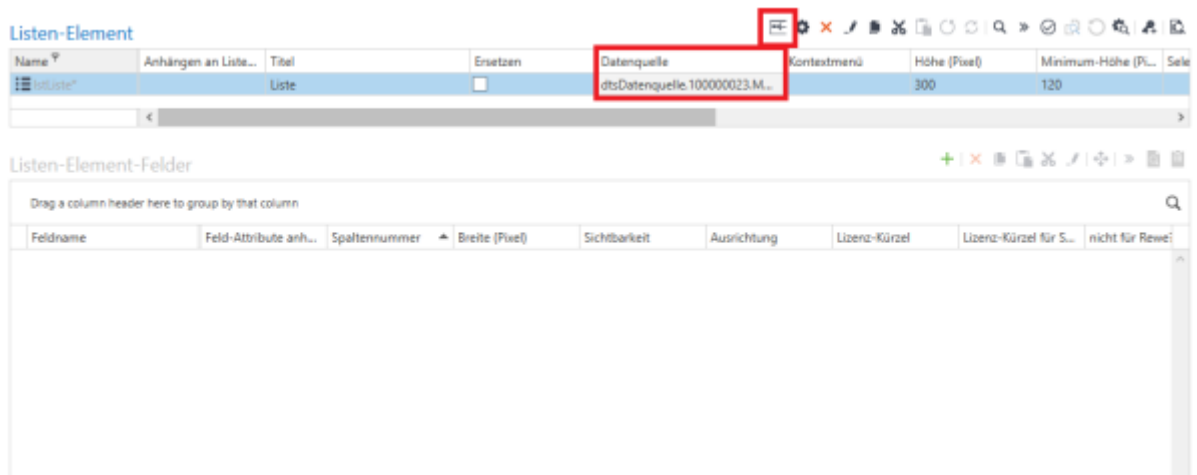 Listen-Element
Name Anhängen an Liste... Titel Ersetzen Datenquelle Kontextmenü Höhe (Pixel) Minimum-Höhe (Pi... Sele
lstListe* Liste dtsDatenquelle.100000023.M... 300 120
Listen-Element-Felder
Drag a column header here to group by that column
Feldname Feld-Attribute anh... Spaltennummer Breite (Pixel) Sichtbarkeit Ausrichtung Lizenz-Kürzel Lizenz-Kürzel für S... nicht für Rewe?